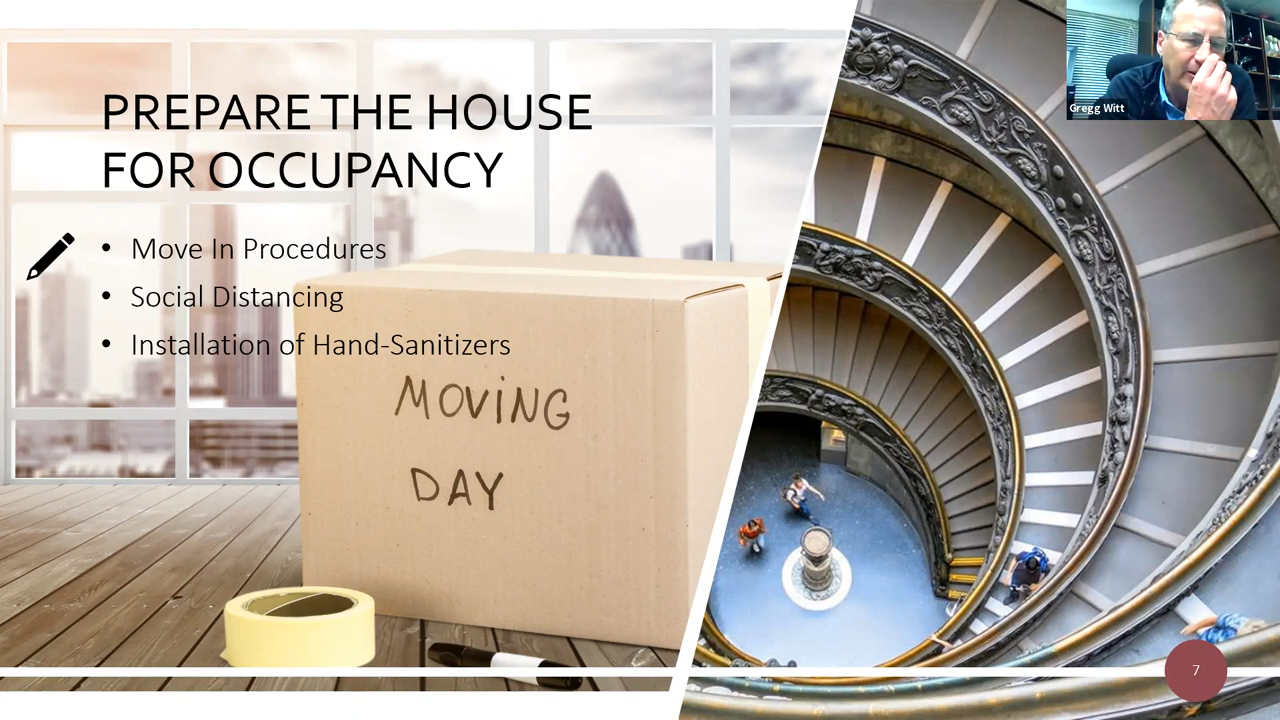 PREPARE THE HOUSE
FOR OCCUPANCY
• Move In Procedures
• Social Distancing
• Installation of Hand-Sanitizers
MOVING
DAY
Gregg Witt
7